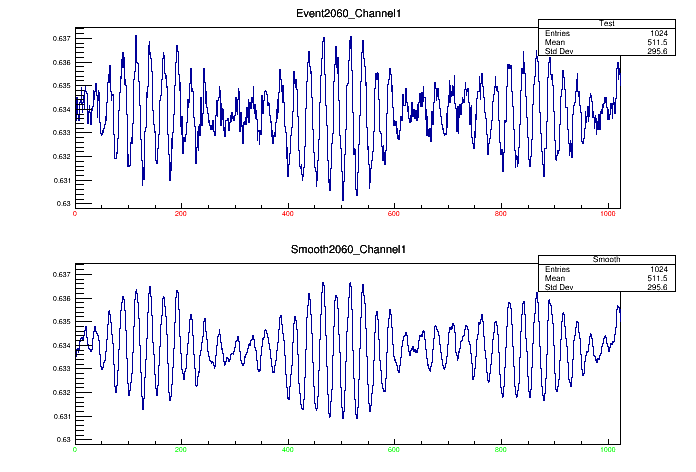 Event2060_Channel1
Test
Entries 1024
Mean 511.5
Std Dev 295.6
0.637
0.636
0.635
0.634
0.633
0.632
0.631
0.63
0 200 400 600 800 1000
Smooth2060_Channel1
Smooth
Entries 1024
Mean 511.5
Std Dev 295.6
0.637
0.636
0.635
0.634
0.633
0.632
0.631
0.63
0 200 400 600 800 1000